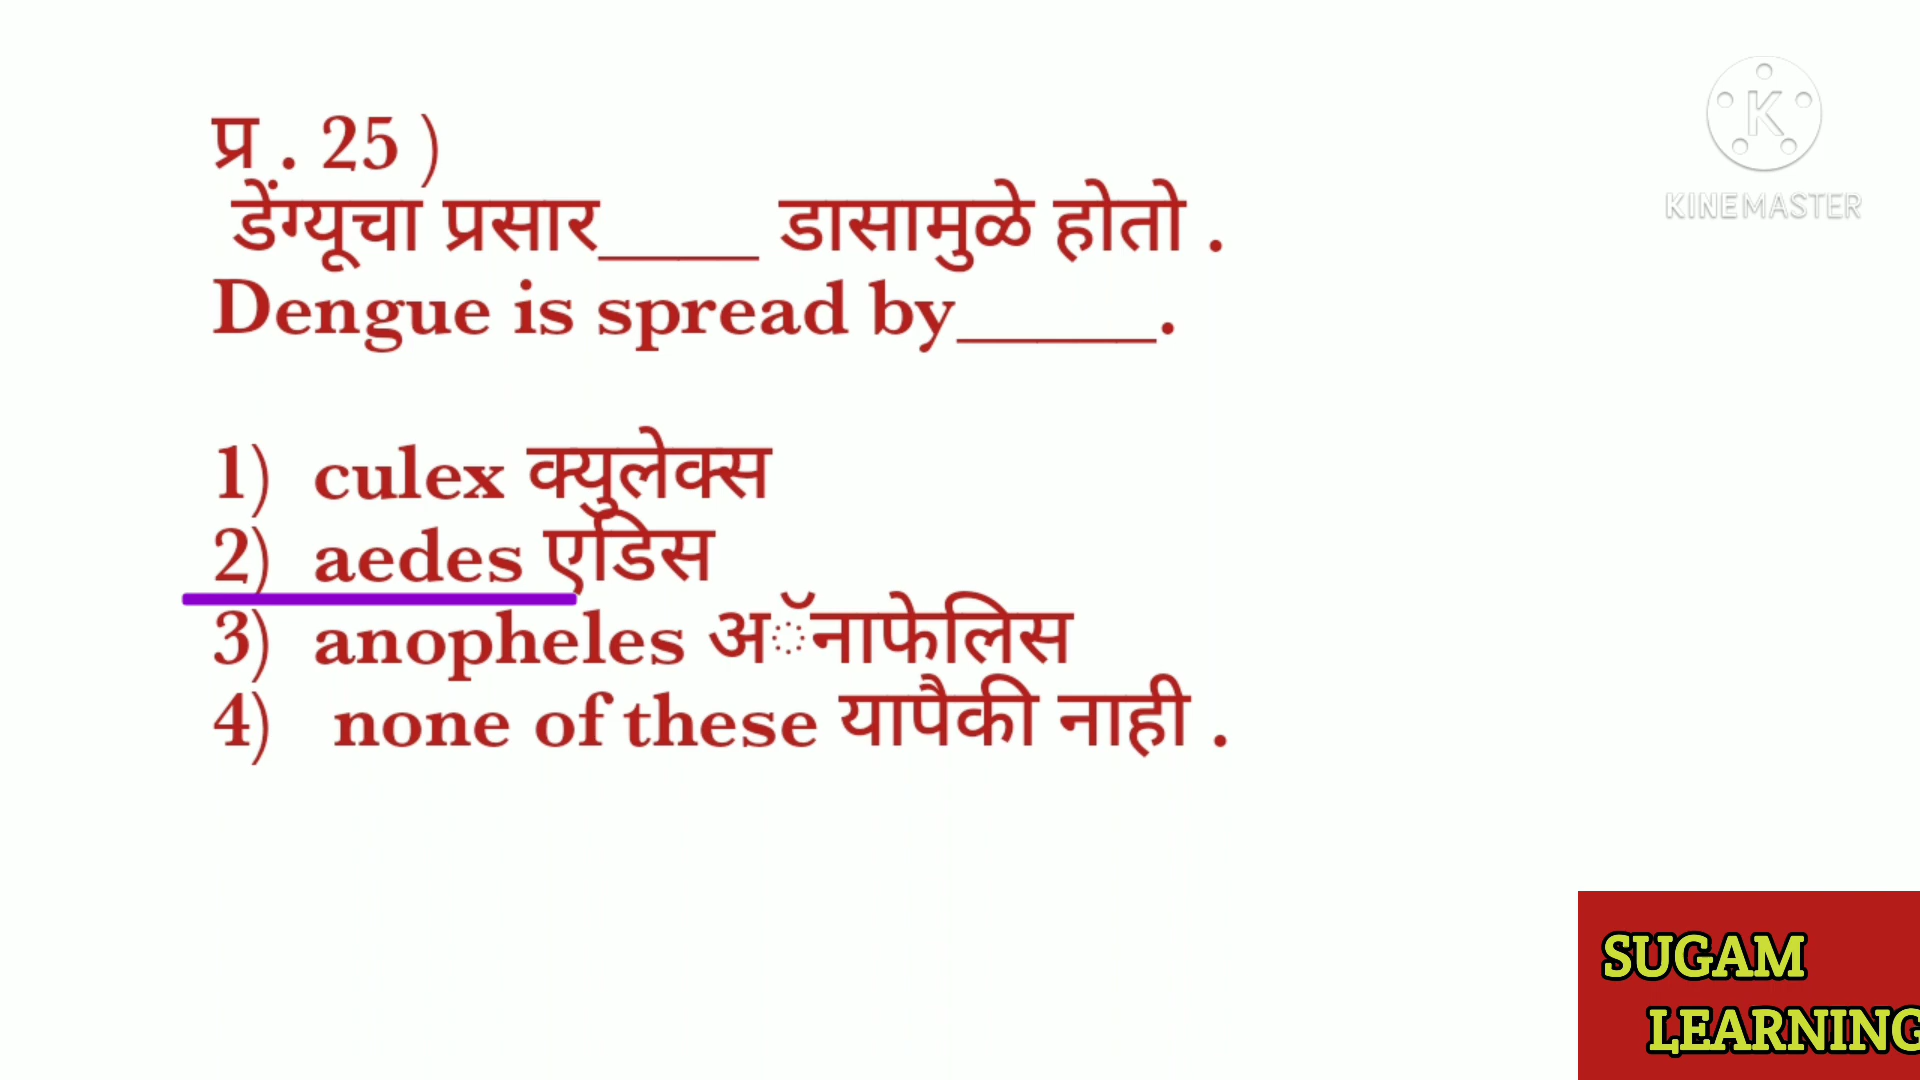 प्र . 25 )
डेंग्यूचा प्रसार____ डासामुळे होतो .
Dengue is spread by_____.
1) culex क्युलेक्स
2) aedes एडिस
3) anopheles अॅनाफेलिस
4) none of these यापैकी नाही .
K
KINEMASTER
SUGAM
LEARNING